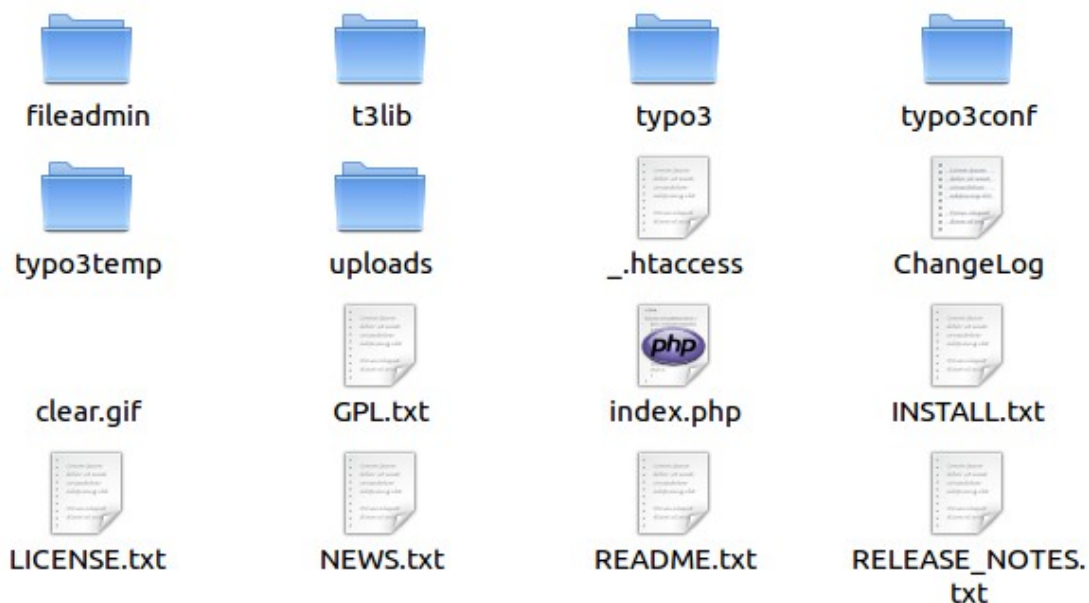 fileadmin
t3lib
typo3
typo3conf
typo3temp
uploads
_.htaccess
ChangeLog
clear.gif
GPL.txt
php
index.php
INSTALL.txt
LICENSE.txt
NEWS.txt
README.txt
RELEASE_NOTES.
txt